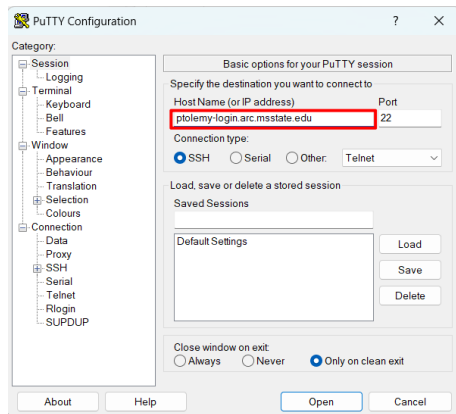 PuTTY Configuration
?
Category:
Session
Logging
Terminal
Keyboard
Bell
Features
Window
Appearance
Behaviour
Translation
Selection
Colours
Connection
Data
Proxy
SSH
Serial
Telnet
Rlogin
SUPDUP
Basic options for your PuTTY session
Specify the destination you want to connect to
Host Name (or IP address) Port
ptolemy-login.arc.msstate.edu 22
Connection type:
SSH Serial Other: Telnet
Load, save or delete a stored session
Saved Sessions
Default Settings
Load
Save
Delete
Close window on exit:
Always Never Only on clean exit
About Help Open Cancel